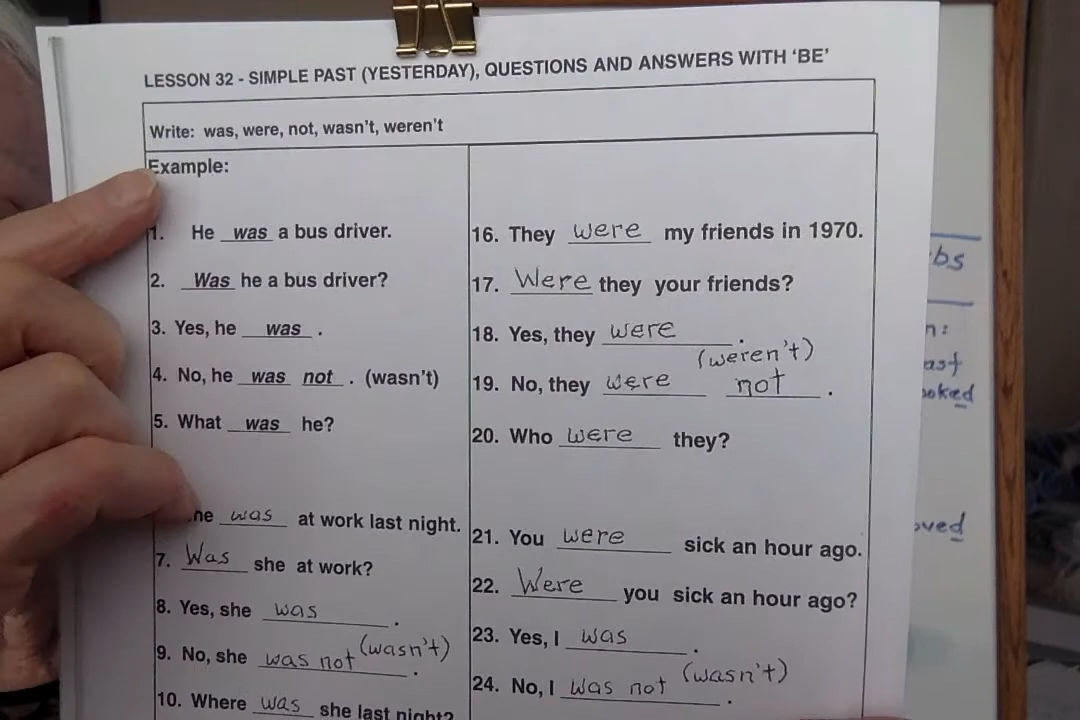 LESSON 32 - SIMPLE PAST (YESTERDAY), QUESTIONS AND ANSWERS WITH 'BE'
Write: was, were, not, wasn't, weren't
Example:
1. He was a bus driver.
2. Was he a bus driver?
3. Yes, he was .
4. No, he was not . (wasn't)
5. What was he?
he was at work last night.
7. Was she at work?
8. Yes, she was .
9. No, she was not (wasn't) .
10. Where was she last night?
16. They were my friends in 1970.
17. Were they your friends?
18. Yes, they were .
(weren't)
19. No, they were not .
20. Who were they?
21. You were sick an hour ago.
22. Were you sick an hour ago?
23. Yes, I was .
24. No, I was not (wasn't) .
bs
n:
ast
oked
oved